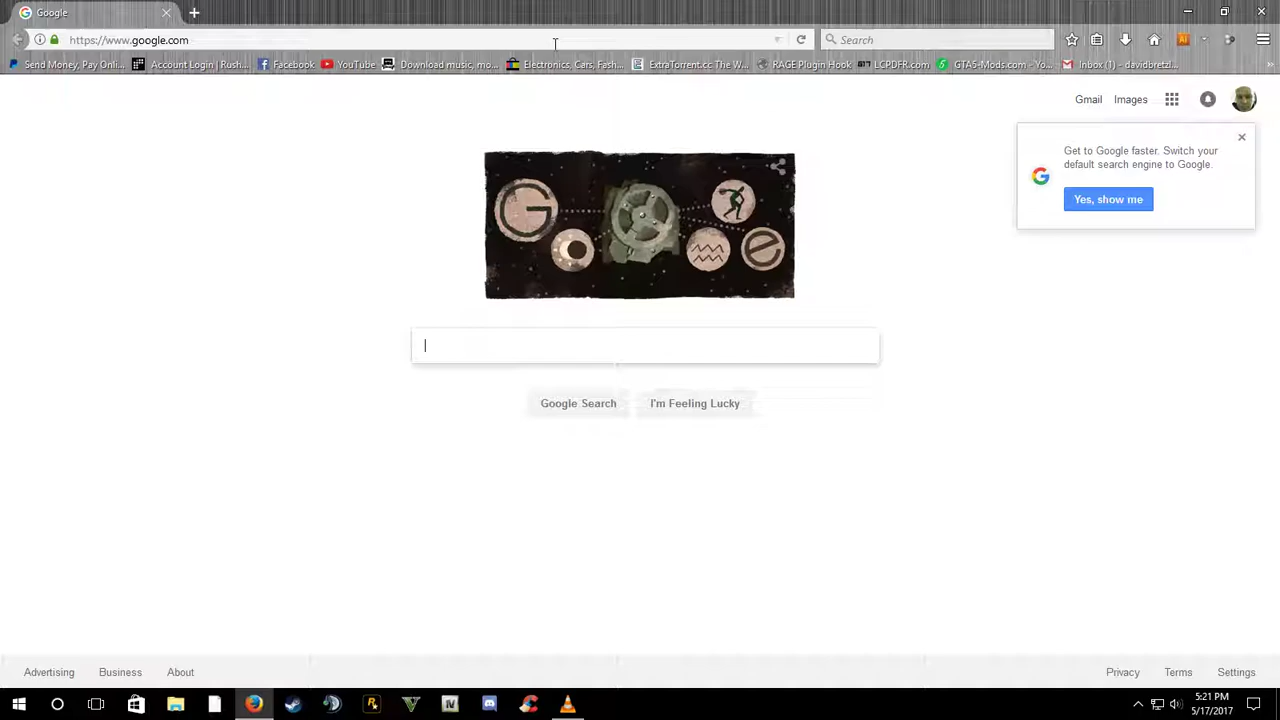 Google
https://www.google.com
Search
Send Money, Pay Onli...
Account Login | Rush...
Facebook
YouTube
Download music, mo...
Electronics, Cars, Fash...
ExtraTorrent.cc The W...
RAGE Plugin Hook
LCPDFR.com
GTA5-Mods.com - Yo...
Inbox (1) - davidbretzl...
Gmail
Images
Get to Google faster. Switch your
default search engine to Google.
Yes, show me
G
e
Google Search
I'm Feeling Lucky
Advertising
Business
About
Privacy
Terms
Settings
5:21 PM
5/17/2017